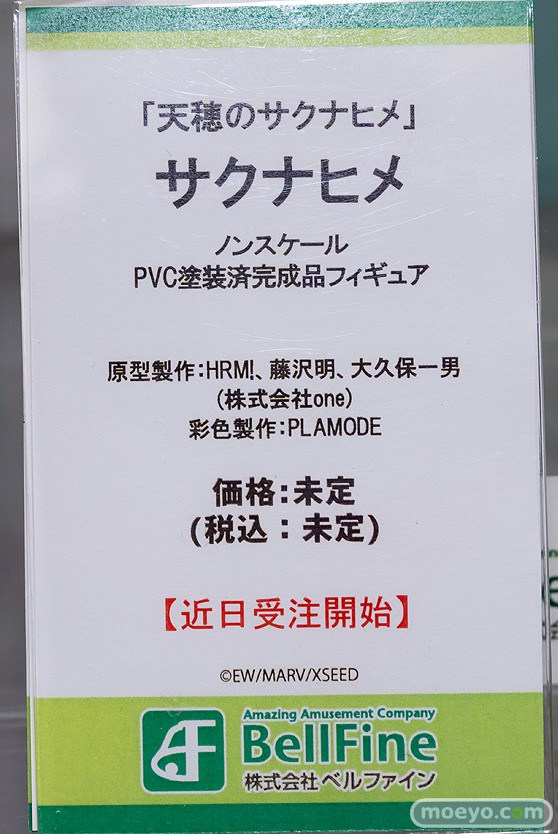 「天穂のサクナヒメ」
サクナヒメ
ノンスケール
PVC塗装済完成品フィギュア
原型製作:HRM!、藤沢明、大久保一男
(株式会社one)
彩色製作:PLAMODE
価格:未定
(税込:未定)
【近日受注開始】
©EW/MARV/XSEED
Amazing Amusement Company
BellFine
株式会社ベルファイン
moeyo.com